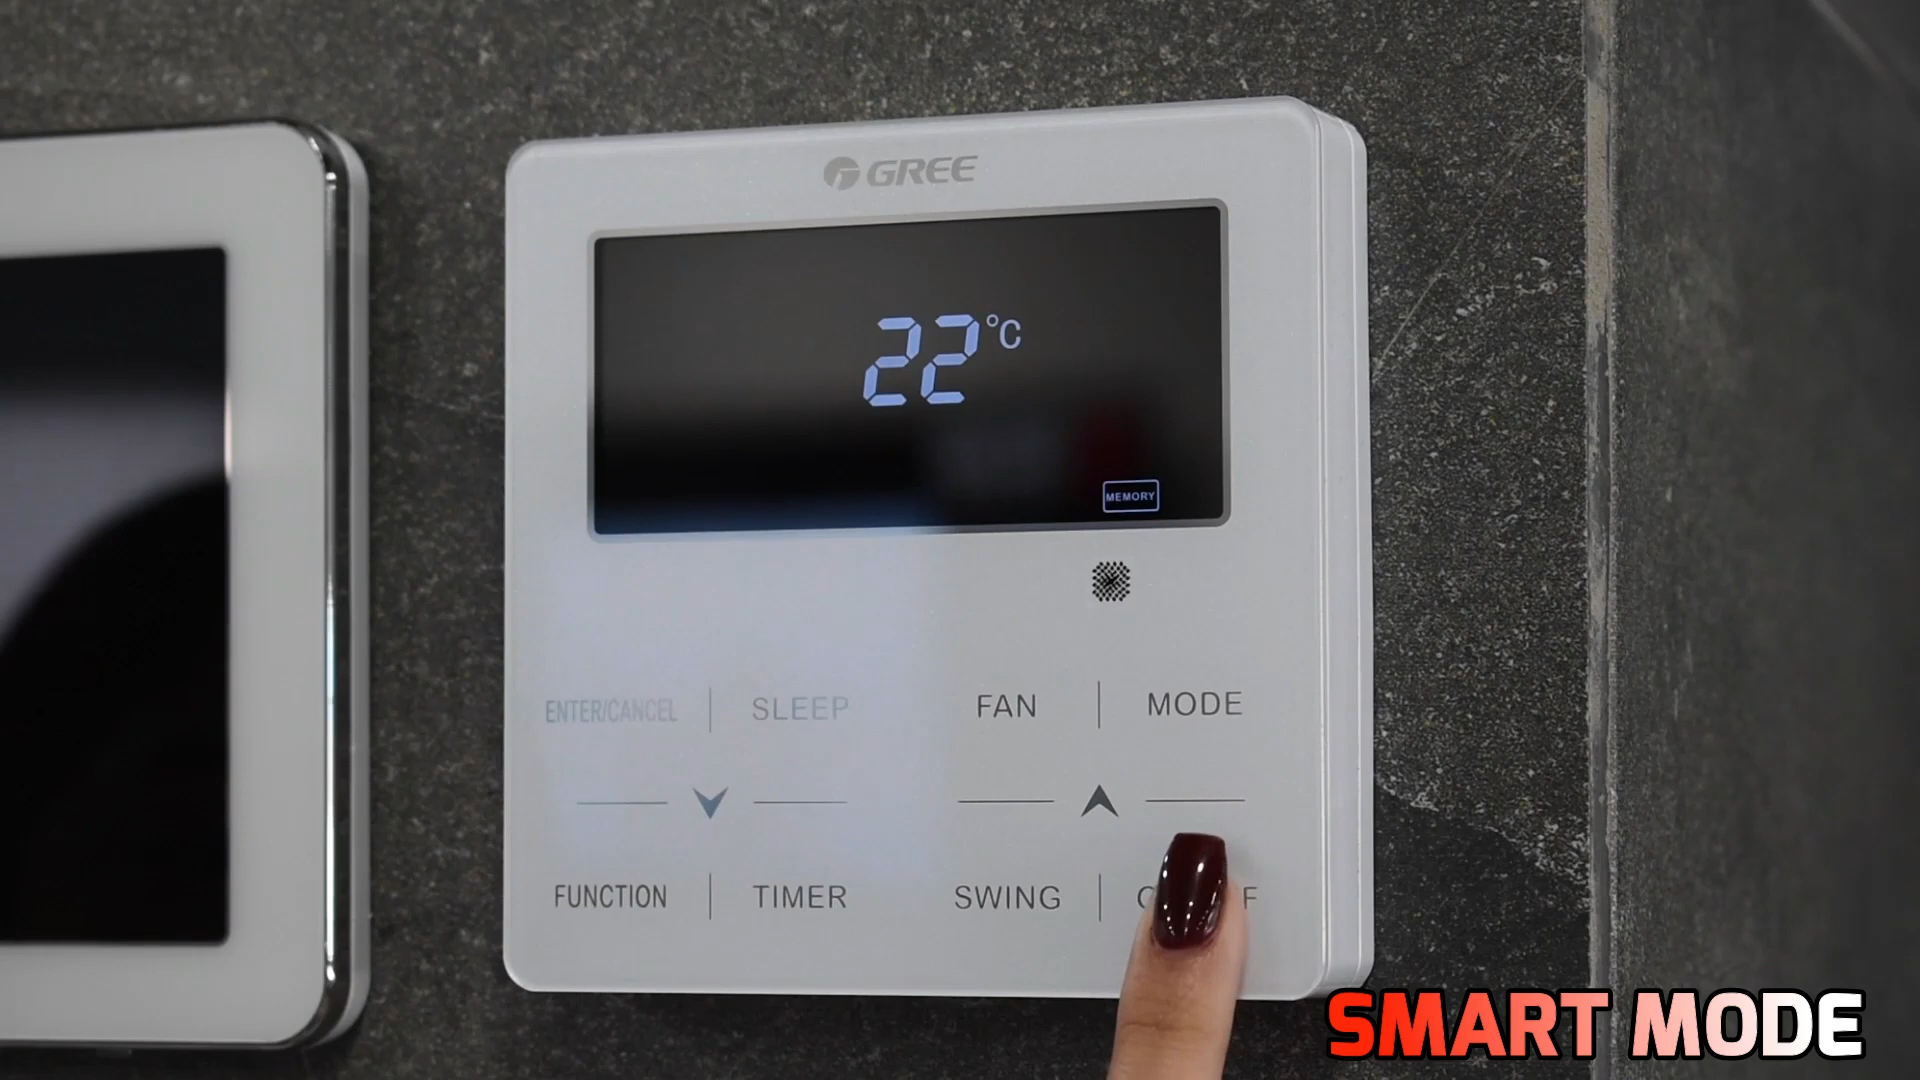 GREE
22°C
MEMORY
ENTER/CANCEL | SLEEP
FAN | MODE
FUNCTION | TIMER
SWING
SMART MODE